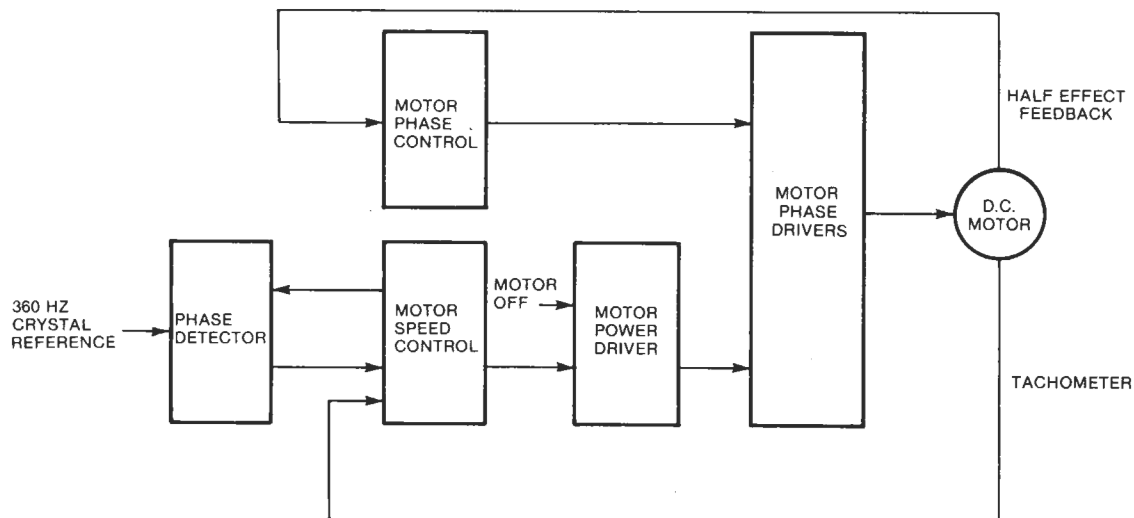 MOTOR
PHASE
CONTROL
HALF EFFECT
FEEDBACK
MOTOR
PHASE
DRIVERS
D.C.
MOTOR
360 HZ
CRYSTAL
REFERENCE
PHASE
DETECTOR
MOTOR
SPEED
CONTROL
MOTOR
OFF
MOTOR
POWER
DRIVER
TACHOMETER